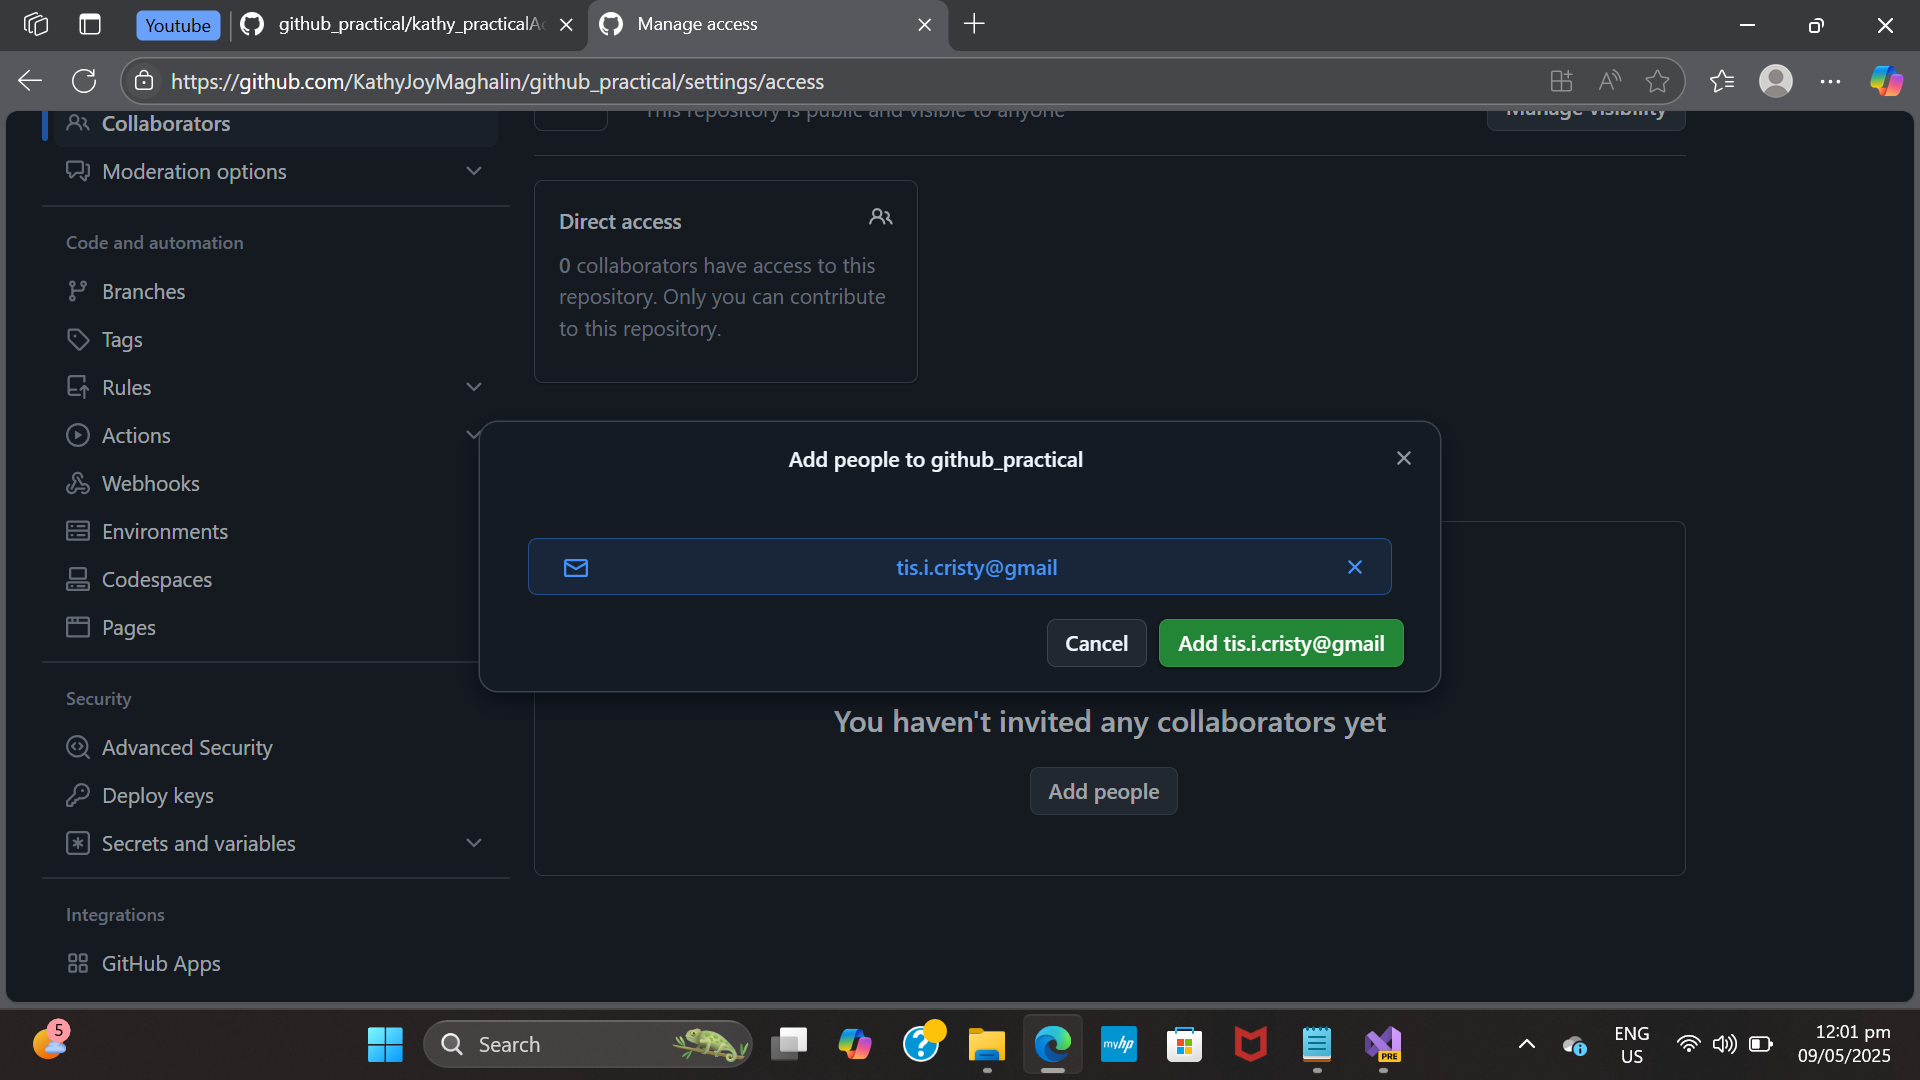 Youtube
github_practical/kathy_practicalAc
Manage access
https://github.com/KathyJoyMaghalin/github_practical/settings/access
Collaborators
This repository is public and visible to anyone
Manage visibility
Moderation options
Direct access
0 collaborators have access to this
repository. Only you can contribute
to this repository.
Code and automation
Branches
Tags
Rules
Actions
Webhooks
Environments
Codespaces
Pages
Add people to github_practical
tis.i.cristy@gmail
Cancel
Add tis.i.cristy@gmail
You haven't invited any collaborators yet
Add people
Security
Advanced Security
Deploy keys
Secrets and variables
Integrations
GitHub Apps
5
Search
myhp
PRE
ENG
US
12:01 pm
09/05/2025